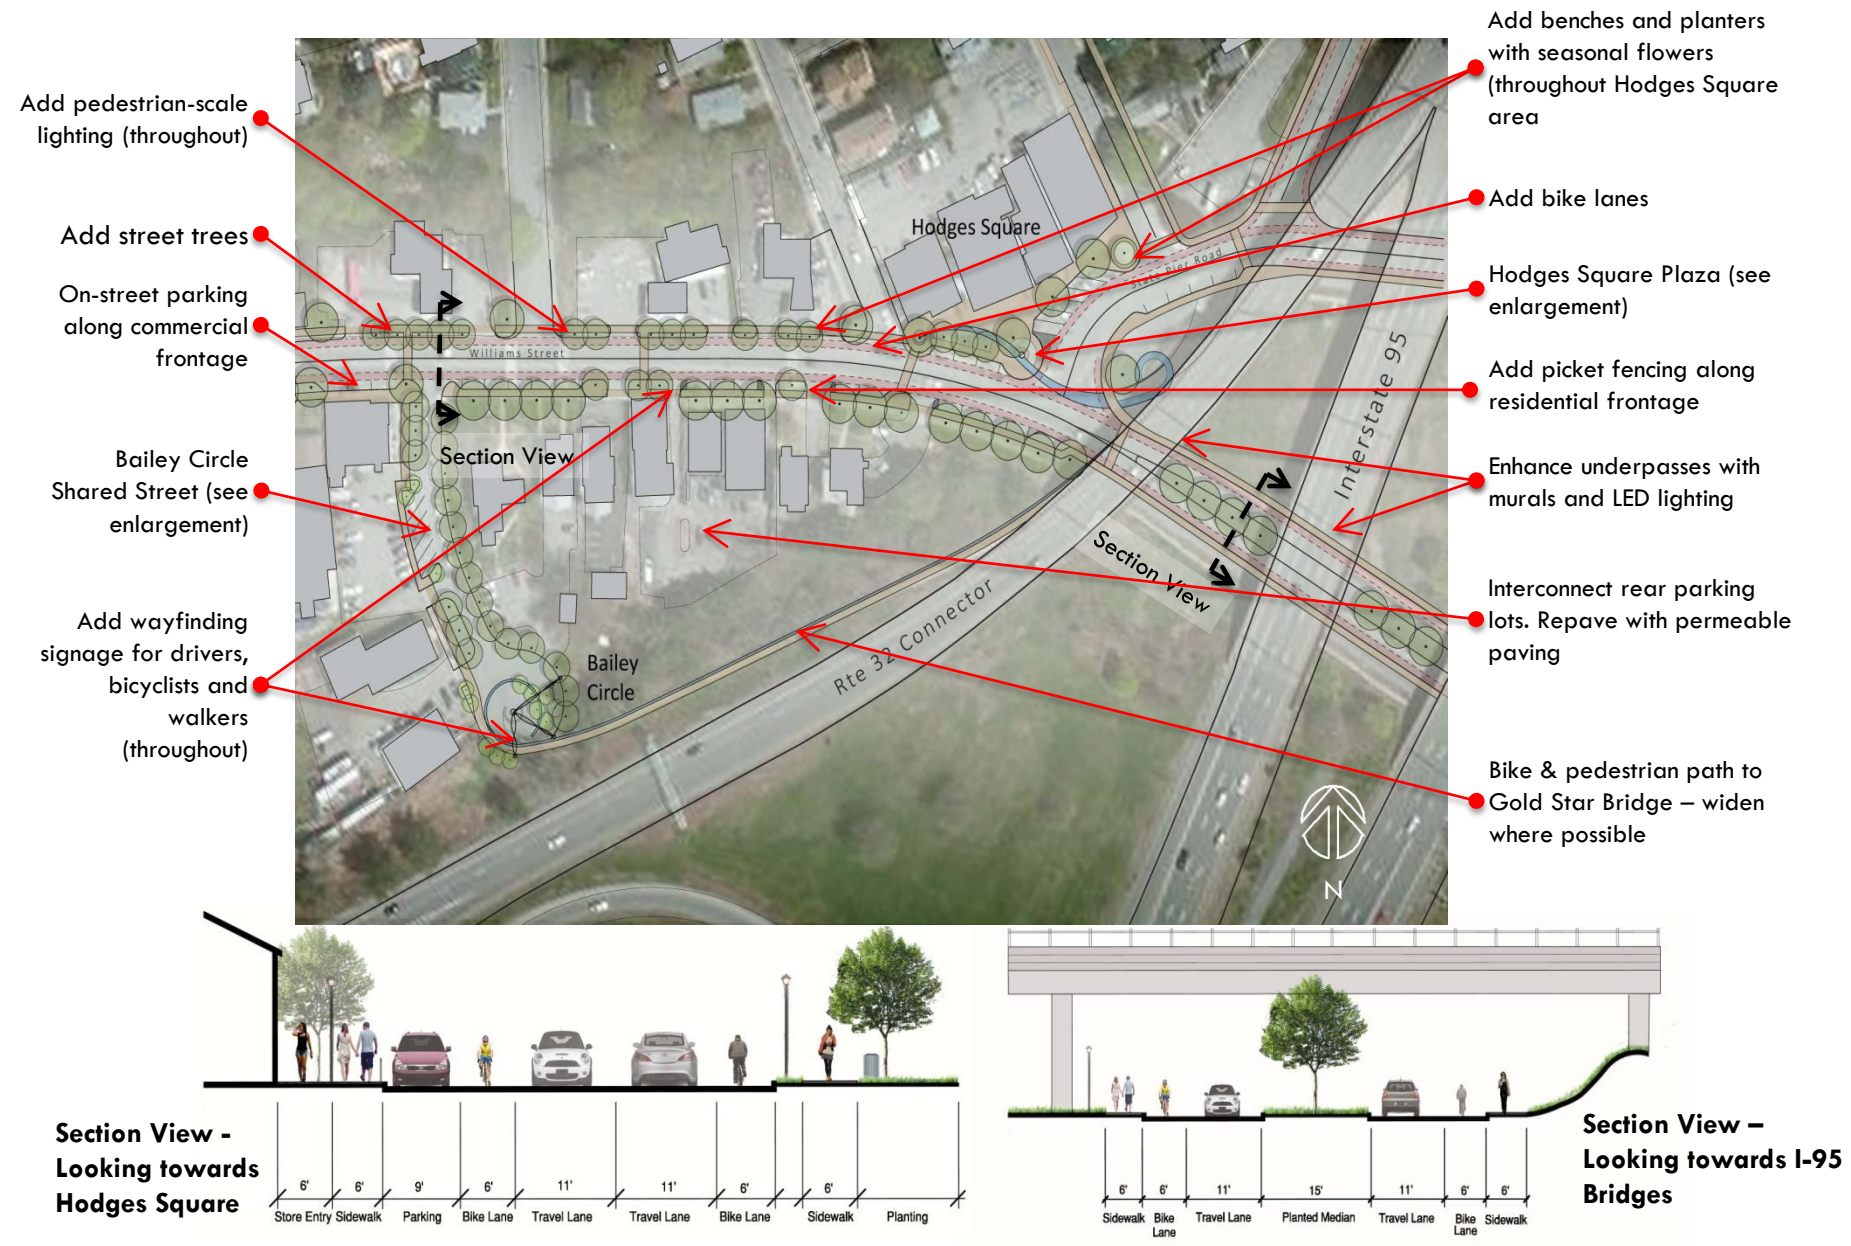 Add benches and planters
with seasonal flowers
(throughout Hodges Square
area
Add pedestrian-scale
lighting (throughout)
Add bike lanes
Add street trees
Hodges Square
State Pier Road
Hodges Square Plaza (see
enlargement)
On-street parking
along commercial
frontage
Williams Street
Interstate 95
Add picket fencing along
residential frontage
Bailey Circle
Shared Street (see
enlargement)
Section View
Enhance underpasses with
murals and LED lighting
Section View
Interconnect rear parking
lots. Repave with permeable
paving
Add wayfinding
signage for drivers,
bicyclists and
walkers
(throughout)
Bailey
Circle
Rte 32 Connector
Bike & pedestrian path to
Gold Star Bridge – widen
where possible
N
Section View -
Looking towards
Hodges Square
6' 6' 9' 6' 11' 11' 6' 6'
Store Entry Sidewalk Parking Bike Lane Travel Lane Travel Lane Bike Lane Sidewalk Planting
Section View –
Looking towards I-95
Bridges
6' 6' 11' 15' 11' 6' 6'
Sidewalk Bike Travel Lane Planted Median Travel Lane Bike Sidewalk
Lane Lane